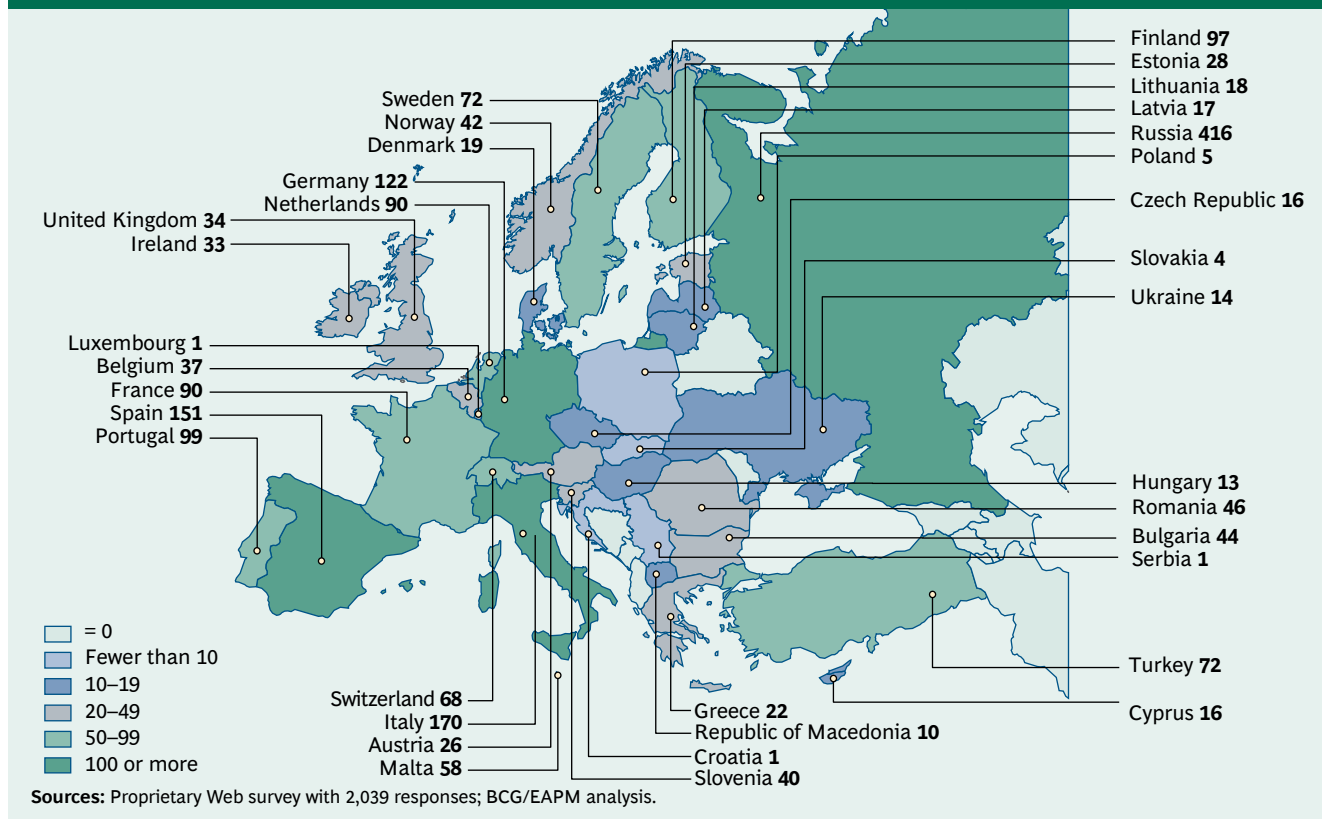 Finland 97
Estonia 28
Lithuania 18
Latvia 17
Russia 416
Poland 5
Czech Republic 16
Slovakia 4
Ukraine 14
Sweden 72
Norway 42
Denmark 19
Germany 122
Netherlands 90
United Kingdom 34
Ireland 33
Luxembourg 1
Belgium 37
France 90
Spain 151
Portugal 99
Hungary 13
Romania 46
Bulgaria 44
Serbia 1
Turkey 72
Cyprus 16
= 0
Fewer than 10
10–19
20–49
50–99
100 or more
Switzerland 68
Italy 170
Austria 26
Malta 58
Greece 22
Republic of Macedonia 10
Croatia 1
Slovenia 40
Sources: Proprietary Web survey with 2,039 responses; BCG/EAPM analysis.